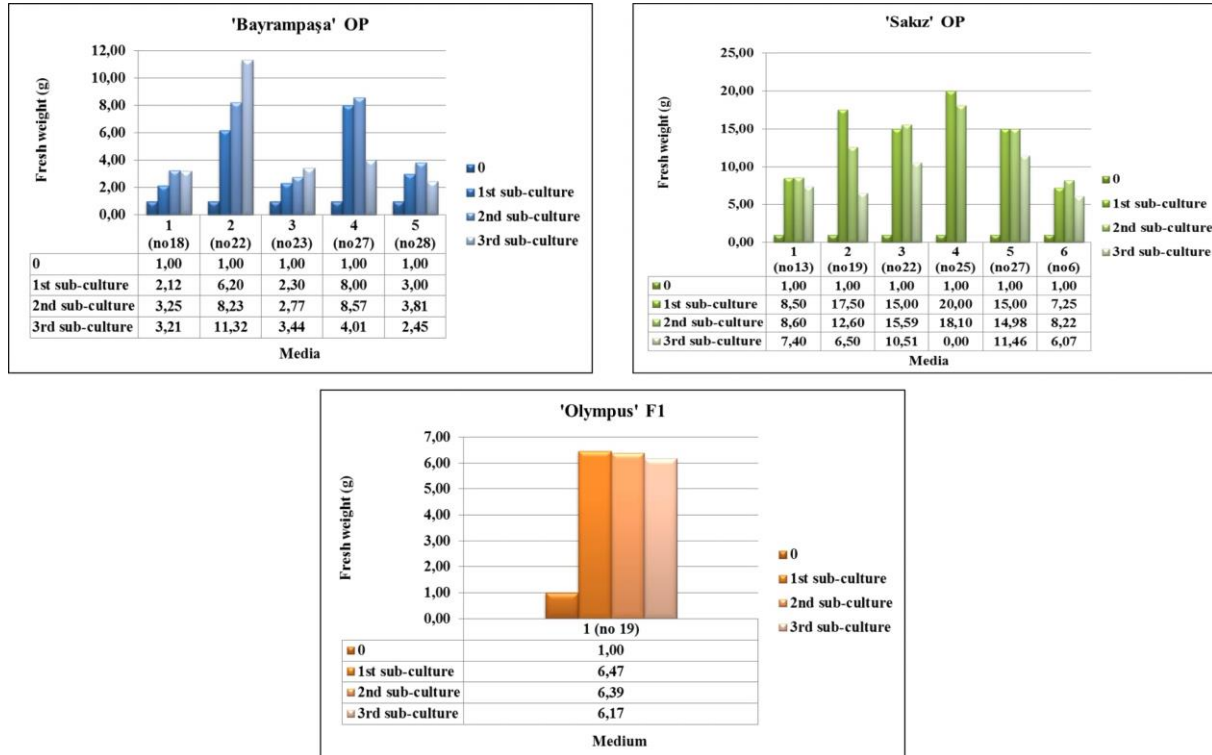 'Bayrampaşa' OP
Fresh weight (g)
12,00
10,00
8,00
6,00
4,00
2,00
0,00
0
1st sub-culture
2nd sub-culture
3rd sub-culture
1 2 3 4 5
(no18) (no22) (no23) (no27) (no28)
0 1,00 1,00 1,00 1,00 1,00
1st sub-culture 2,12 6,20 2,30 8,00 3,00
2nd sub-culture 3,25 8,23 2,77 8,57 3,81
3rd sub-culture 3,21 11,32 3,44 4,01 2,45
Media
'Sakız' OP
Fresh weight (g)
25,00
20,00
15,00
10,00
5,00
0,00
0
1st sub-culture
2nd sub-culture
3rd sub-culture
1 2 3 4 5 6
(no13) (no19) (no22) (no25) (no27) (no6)
0 1,00 1,00 1,00 1,00 1,00 1,00
1st sub-culture 8,50 17,50 15,00 20,00 15,00 7,25
2nd sub-culture 8,60 12,60 15,59 18,10 14,98 8,22
3rd sub-culture 7,40 6,50 10,51 0,00 11,46 6,07
Media
'Olympus' F1
Fresh weight (g)
7,00
6,00
5,00
4,00
3,00
2,00
1,00
0,00
0
1st sub-culture
2nd sub-culture
3rd sub-culture
1 (no 19)
0 1,00
1st sub-culture 6,47
2nd sub-culture 6,39
3rd sub-culture 6,17
Medium